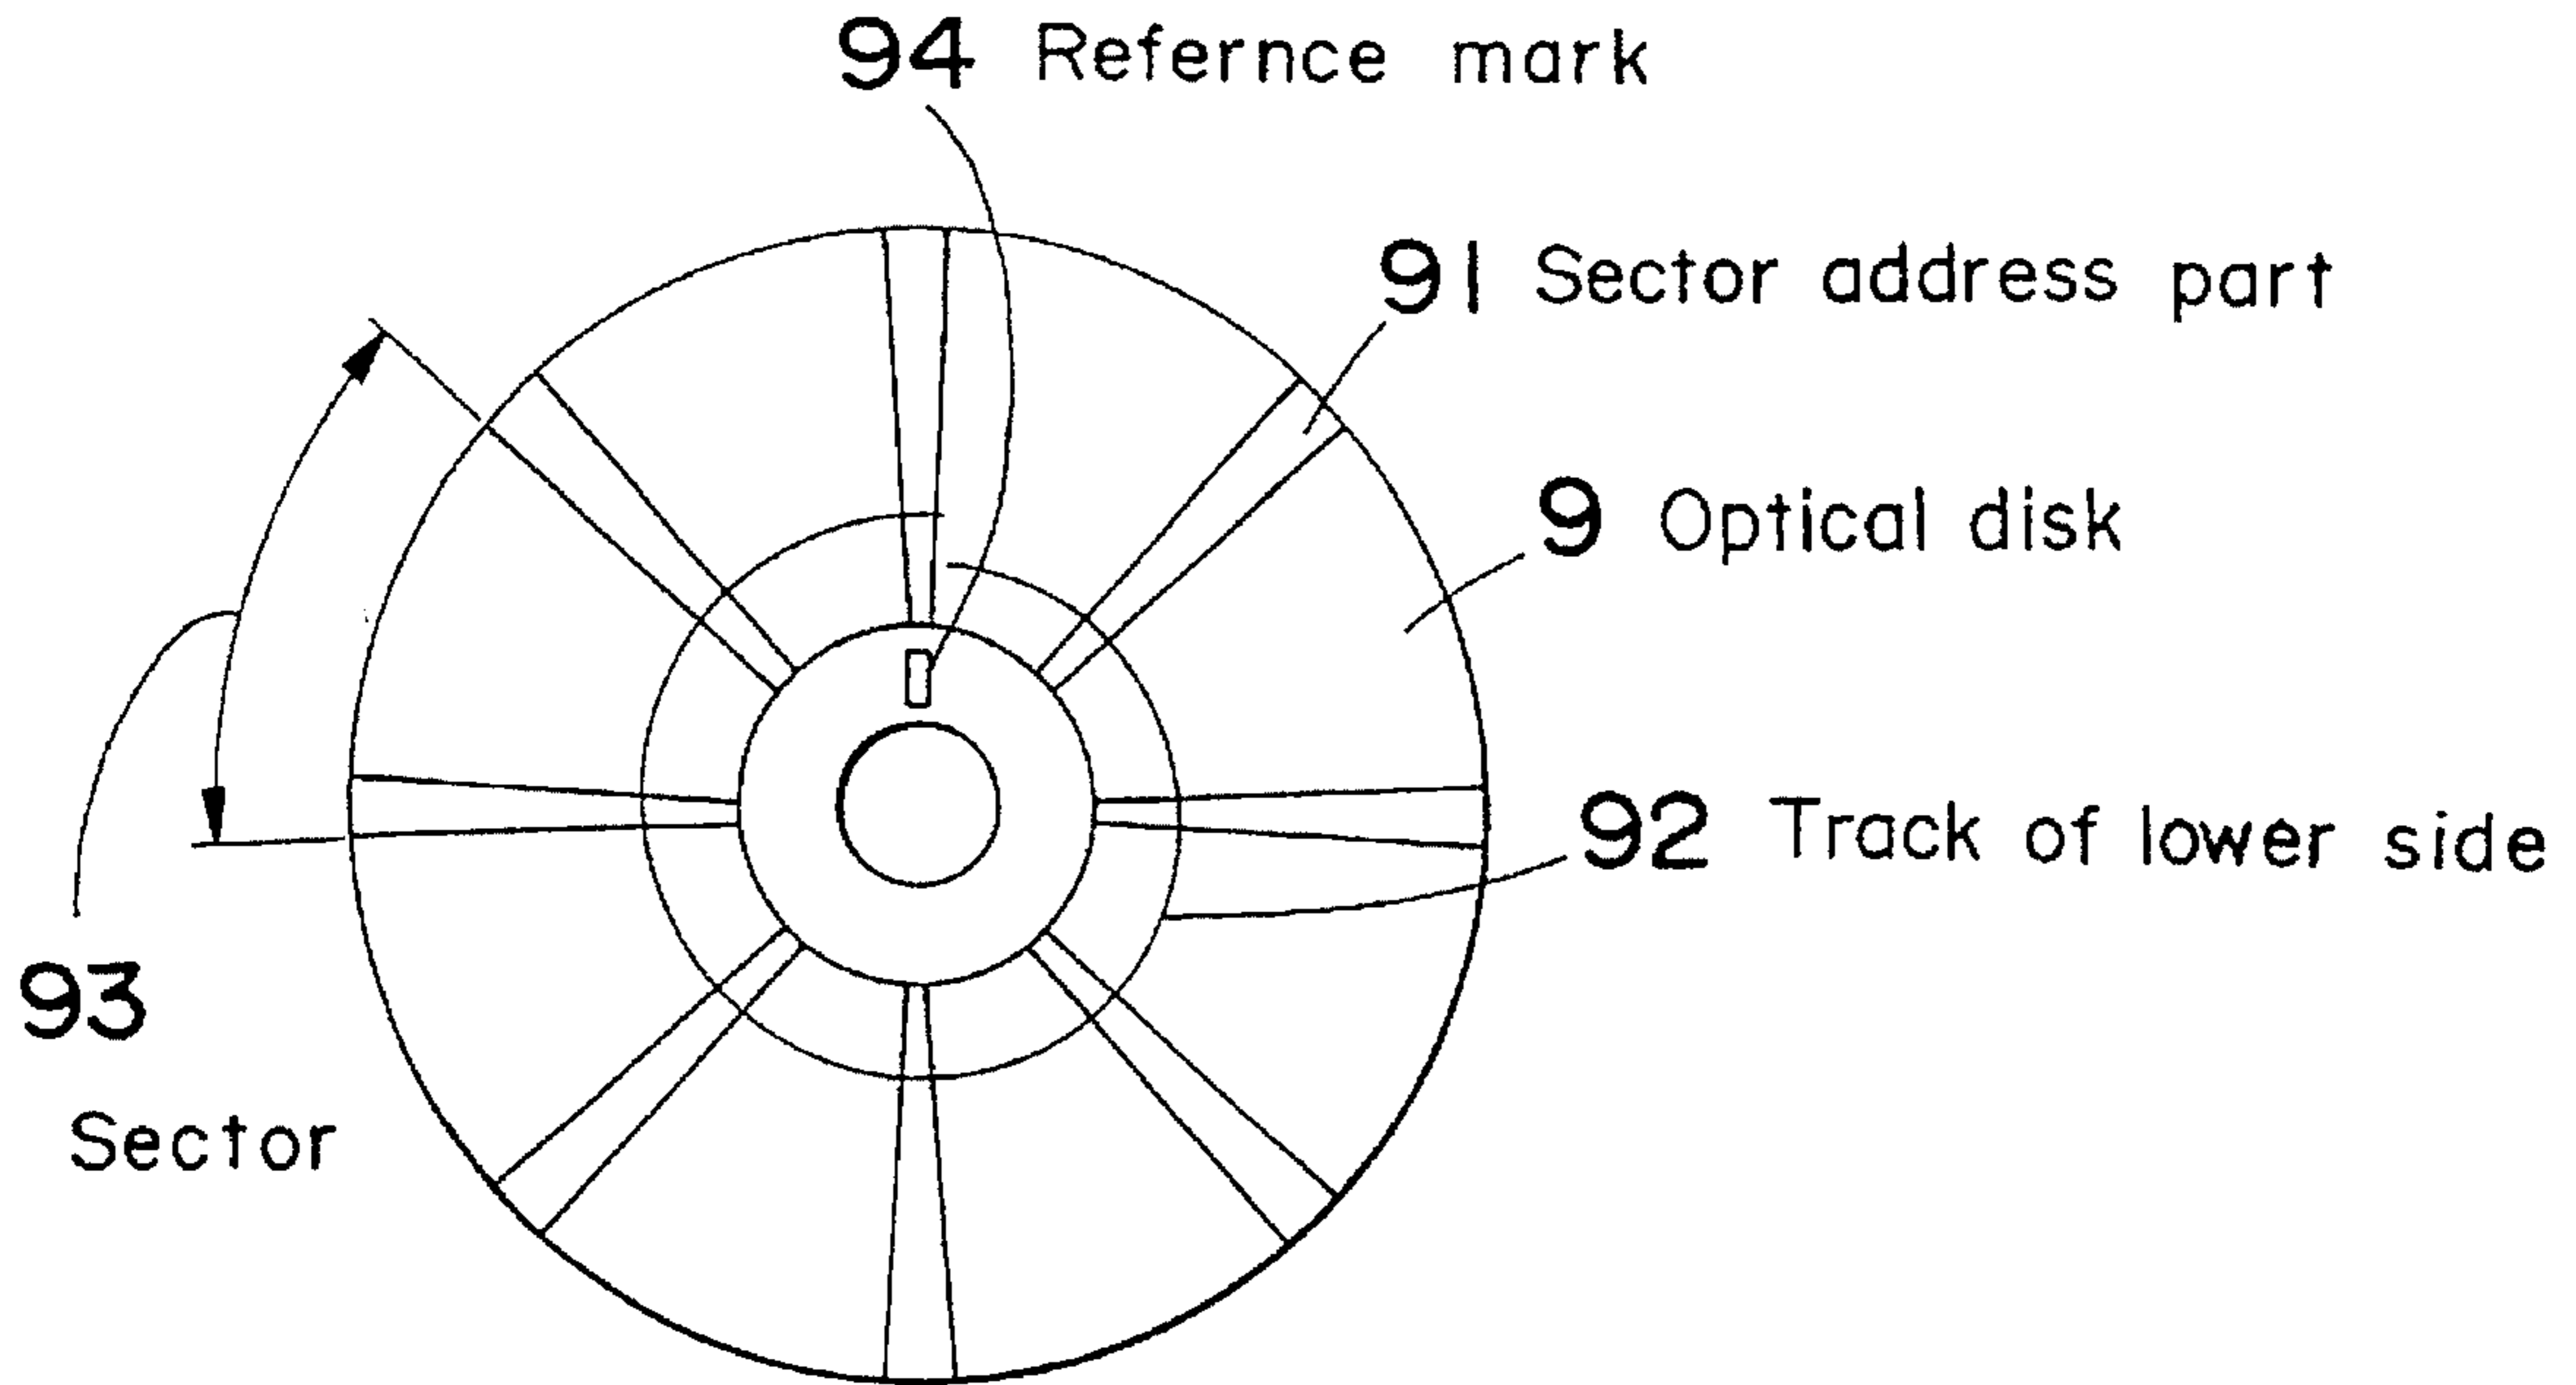 94 Refernce mark
91 Sector address part
9 Optical disk
92 Track of lower side
93
Sector